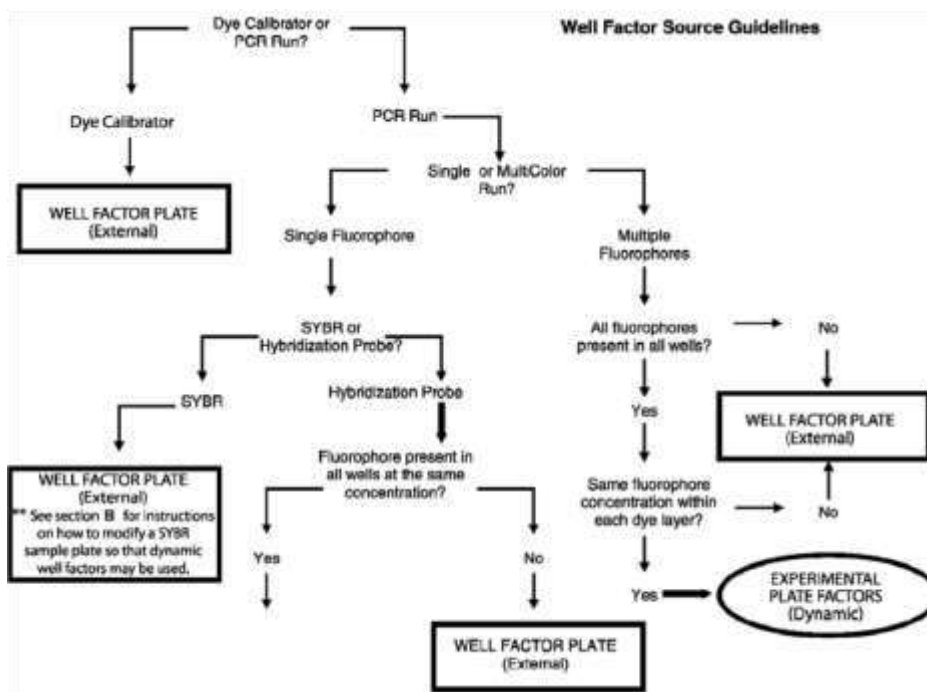 Well Factor Source Guidelines
Dye Calibrator or
PCR Run?
Dye Calibrator
PCR Run
WELL FACTOR PLATE
(External)
Single or MultiColor
Run?
Single Fluorophore
Multiple
Fluorophores
SYBR or
Hybridization Probe?
All fluorophores
present in all wells?
No
SYBR
Hybridization Probe
Yes
WELL FACTOR PLATE
(External)
WELL FACTOR PLATE
(External)
** See section B for instructions
on how to modify a SYBR
sample plate so that dynamic
well factors may be used.
Fluorophore present in
all wells at the same
concentration?
Same fluorophore
concentration within
each dye layer?
No
Yes
No
Yes
EXPERIMENTAL
PLATE FACTORS
(Dynamic)
WELL FACTOR PLATE
(External)